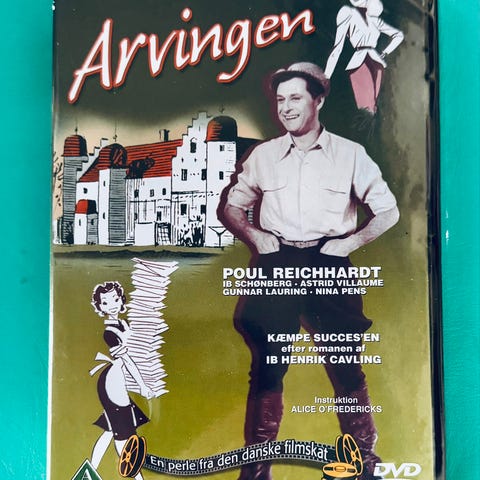 Arvingen
POUL REICHHARDT
IB SCHØNBERG · ASTRID VILLAUME
GUNNAR LAURING · NINA PENS
KÆMPE SUCCES'EN
efter romanen af
IB HENRIK CAVLING
Instruktion
ALICE O'FREDERICKS
En perle fra den danske filmskat
A
DVD